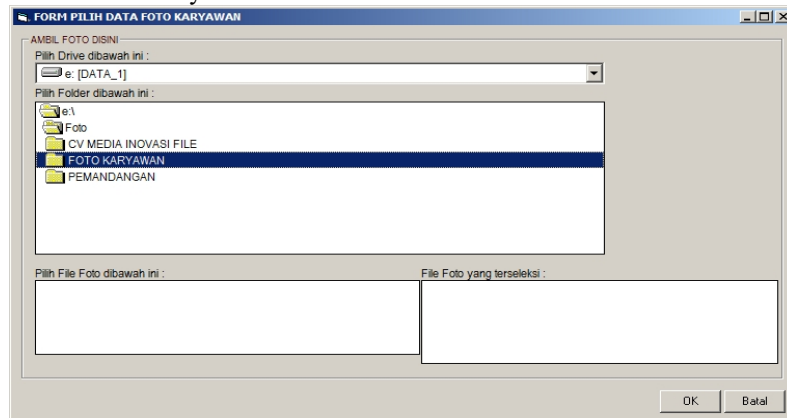 FORM PILIH DATA FOTO KARYAWAN
AMBIL FOTO DISINI
Pilih Drive dibawah ini :
e: [DATA_1]
Pilih Folder dibawah ini :
e:\
Foto
CV MEDIA INOVASI FILE
FOTO KARYAWAN
PEMANDANGAN
Pilih File Foto dibawah ini : File Foto yang terseleksi :
OK Batal